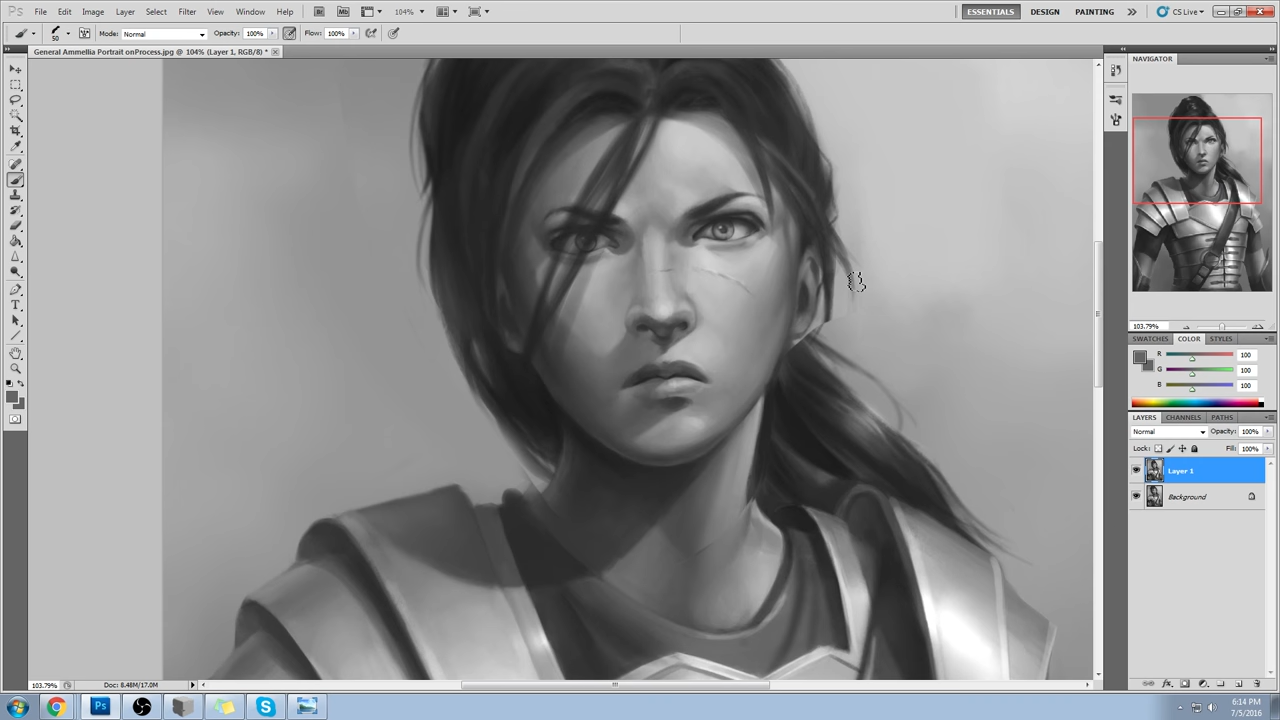 Ps File Edit Image Layer Select Filter View Window Help 104% ESSENTIALS DESIGN PAINTING CS Live
50 Mode: Normal Opacity: 100% Flow: 100%
General Ammellia Portrait onProcess.jpg @ 104% (Layer 1, RGB/8) *
NAVIGATOR
103.79%
SWATCHES COLOR STYLES
R 100
G 100
B 100
LAYERS CHANNELS PATHS
Normal Opacity: 100%
Lock: Fill: 100%
Layer 1
Background
103.79% Doc: 8.48M/17.0M
Ps
6:14 PM
7/5/2016